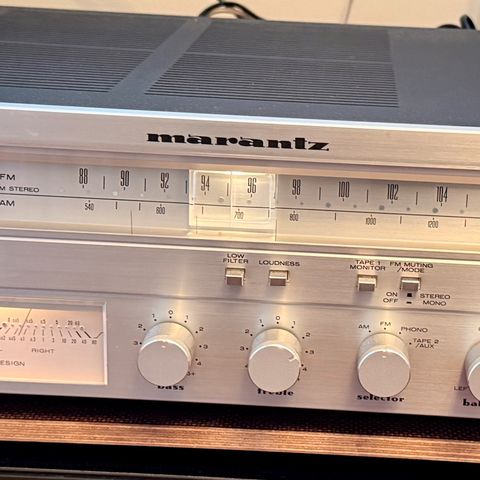 marantz
FM 88 90 92 94 96 98 100 102 104
FM STEREO
AM 540 600 700 800 1000 1200
LOW FILTER
LOUDNESS
TAPE 1 MONITOR
FM MUTING /MODE
ON STEREO
OFF MONO
RIGHT
DESIGN
bass
treble
AM FM PHONO
TAPE 2 /AUX
selector
LEFT